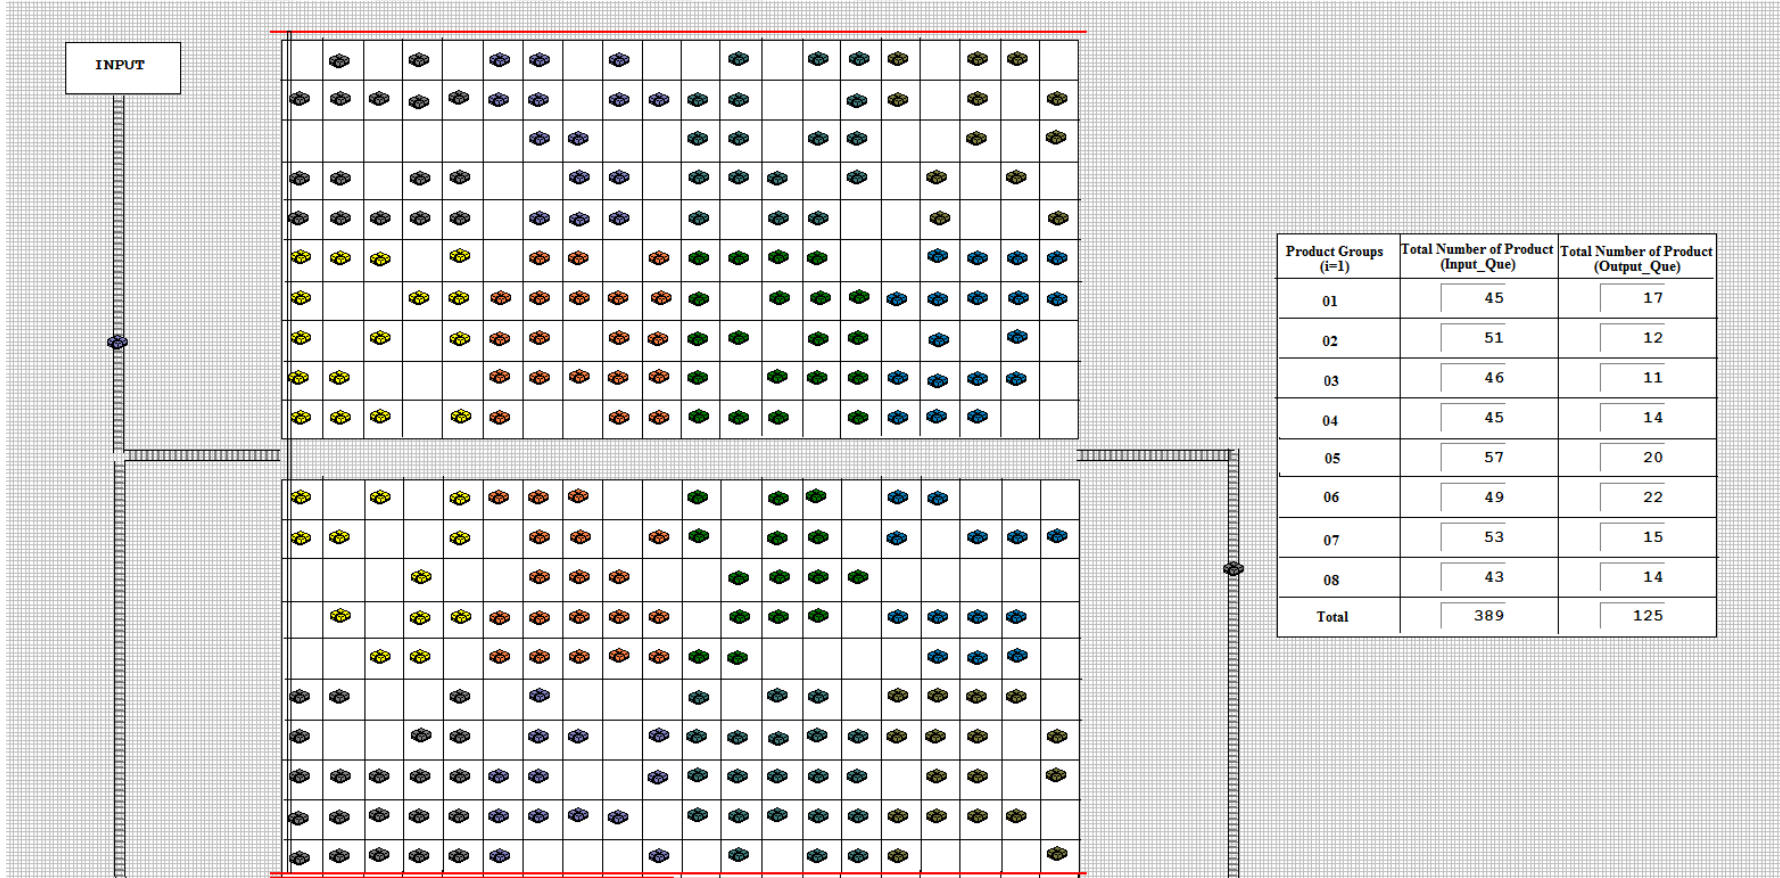 INPUT
Product Groups
(i=1)
Total Number of Product
(Input_Que)
Total Number of Product
(Output_Que)
01 45 17
02 51 12
03 46 11
04 45 14
05 57 20
06 49 22
07 53 15
08 43 14
Total 389 125